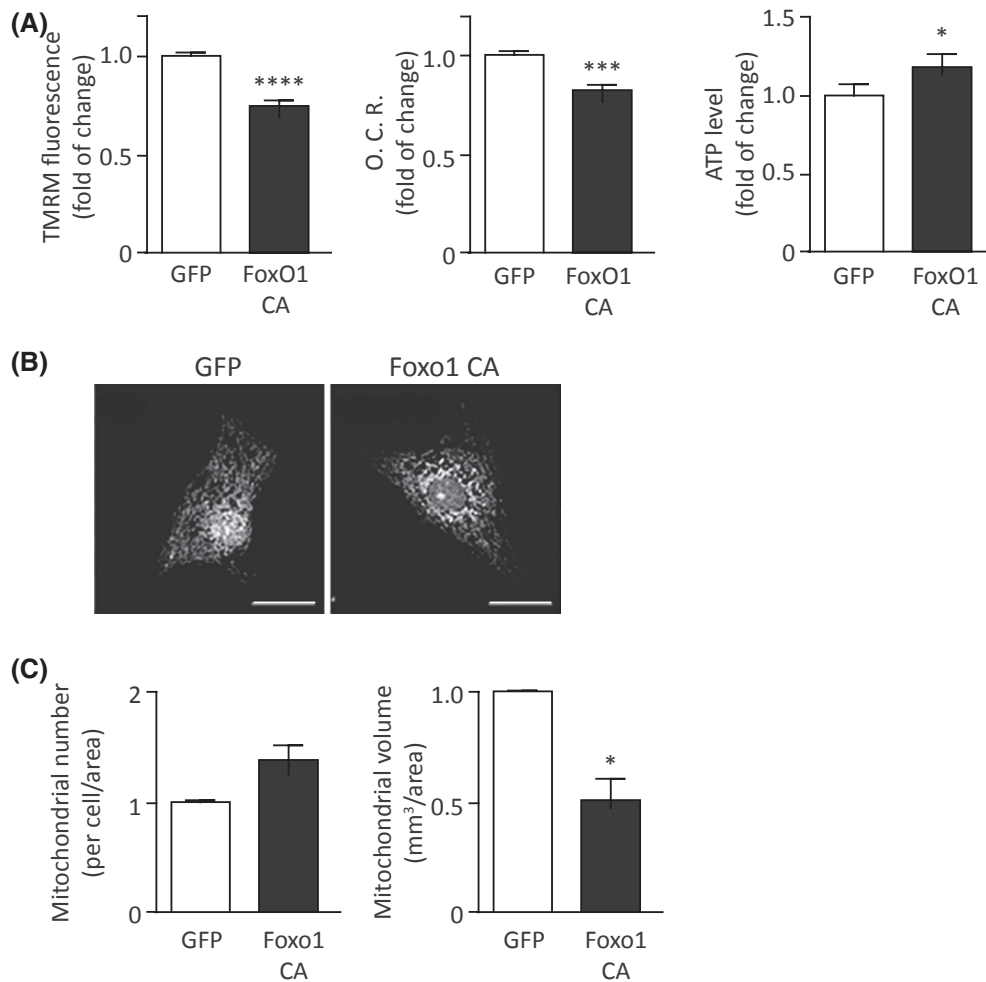 (A)
TMRM fluorescence
(fold of change)
1.0
0.5
0
****
GFP
FoxO1
CA
O. C. R.
(fold of change)
1.0
0.5
0
***
GFP
FoxO1
CA
ATP level
(fold of change)
1.5
1.0
0.5
0
*
GFP
FoxO1
CA
(B)
GFP
Foxo1 CA
(C)
Mitochondrial number
(per cell/area)
2
1
0
GFP
Foxo1
CA
Mitochondrial volume
(mm³/area)
1.0
0.5
0
*
GFP
Foxo1
CA